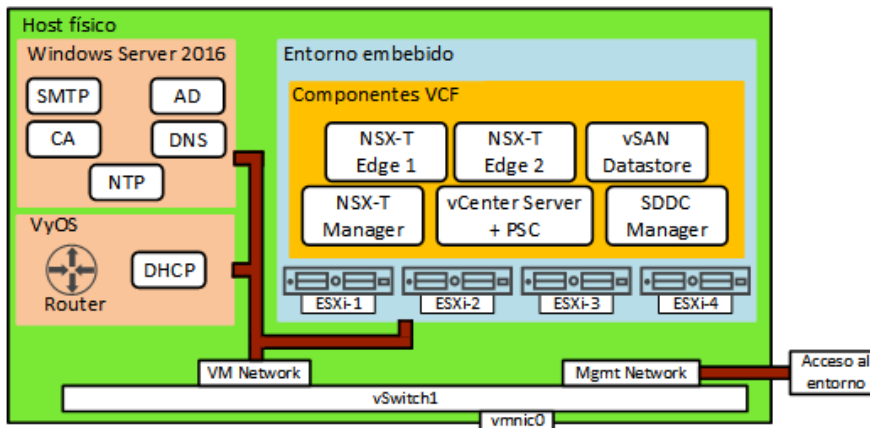 Host físico
Windows Server 2016
SMTP
AD
CA
DNS
NTP
VyOS
DHCP
Router
Entorno embebido
Componentes VCF
NSX-T
Edge 1
NSX-T
Edge 2
vSAN
Datastore
NSX-T
Manager
vCenter Server
+ PSC
SDDC
Manager
ESXi-1
ESXi-2
ESXi-3
ESXi-4
VM Network
Mgmt Network
Acceso al
entorno
vSwitch1
vmnic0